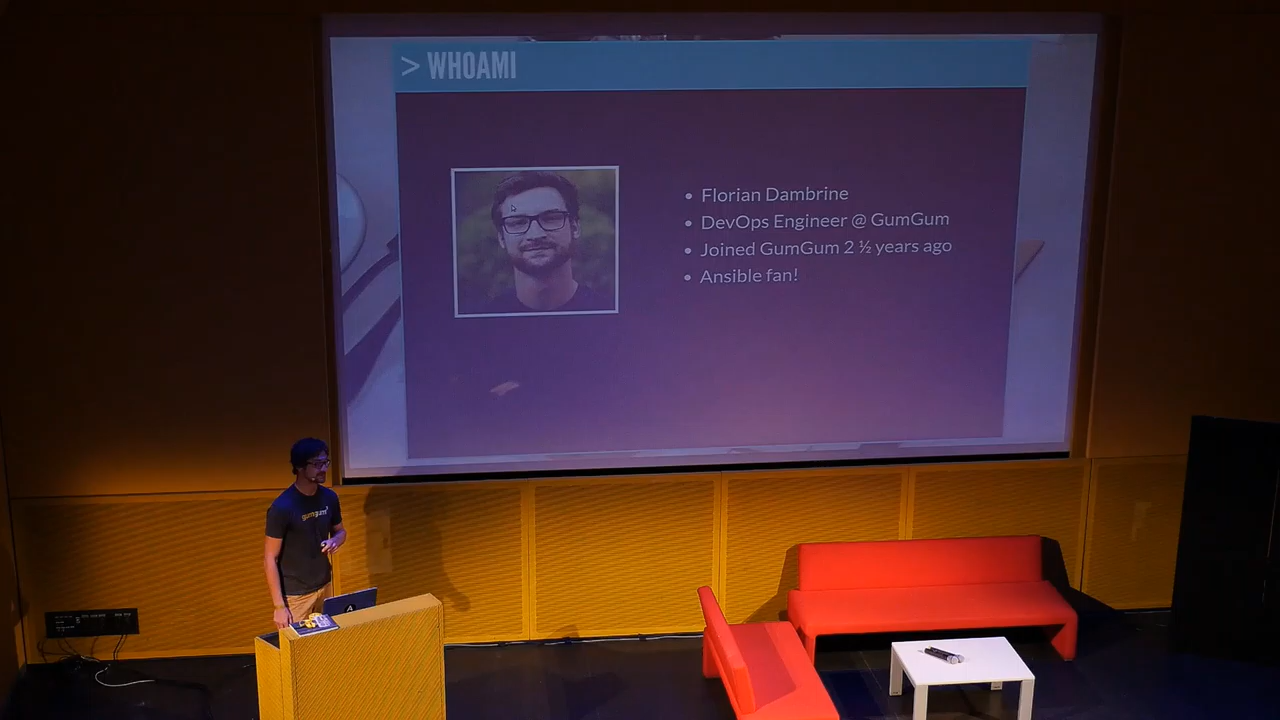 > WHOAMI
Florian Dambrine
DevOps Engineer @ GumGum
Joined GumGum 2 ½ years ago
Ansible fan!
gumgum
A